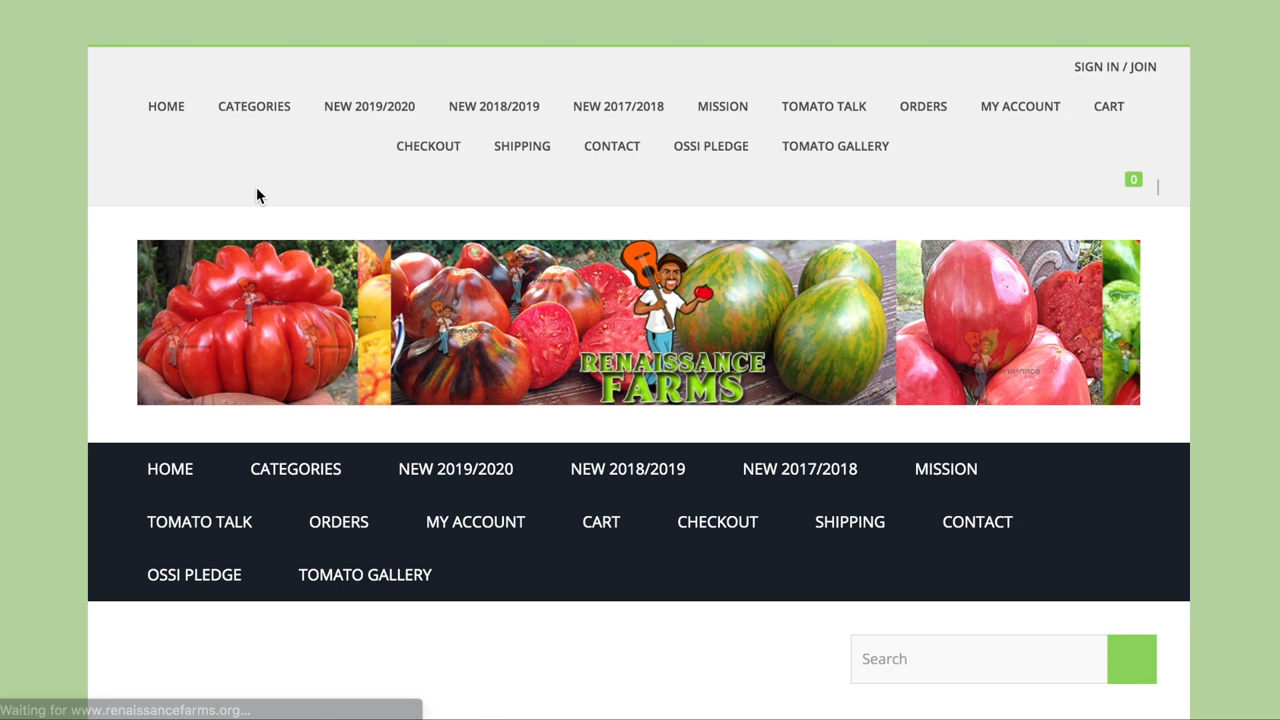 SIGN IN / JOIN
HOME CATEGORIES NEW 2019/2020 NEW 2018/2019 NEW 2017/2018 MISSION TOMATO TALK ORDERS MY ACCOUNT CART
CHECKOUT SHIPPING CONTACT OSSI PLEDGE TOMATO GALLERY
0
RENAISSANCE
FARMS
HOME CATEGORIES NEW 2019/2020 NEW 2018/2019 NEW 2017/2018 MISSION
TOMATO TALK ORDERS MY ACCOUNT CART CHECKOUT SHIPPING CONTACT
OSSI PLEDGE TOMATO GALLERY
Search
Waiting for www.renaissancefarms.org...